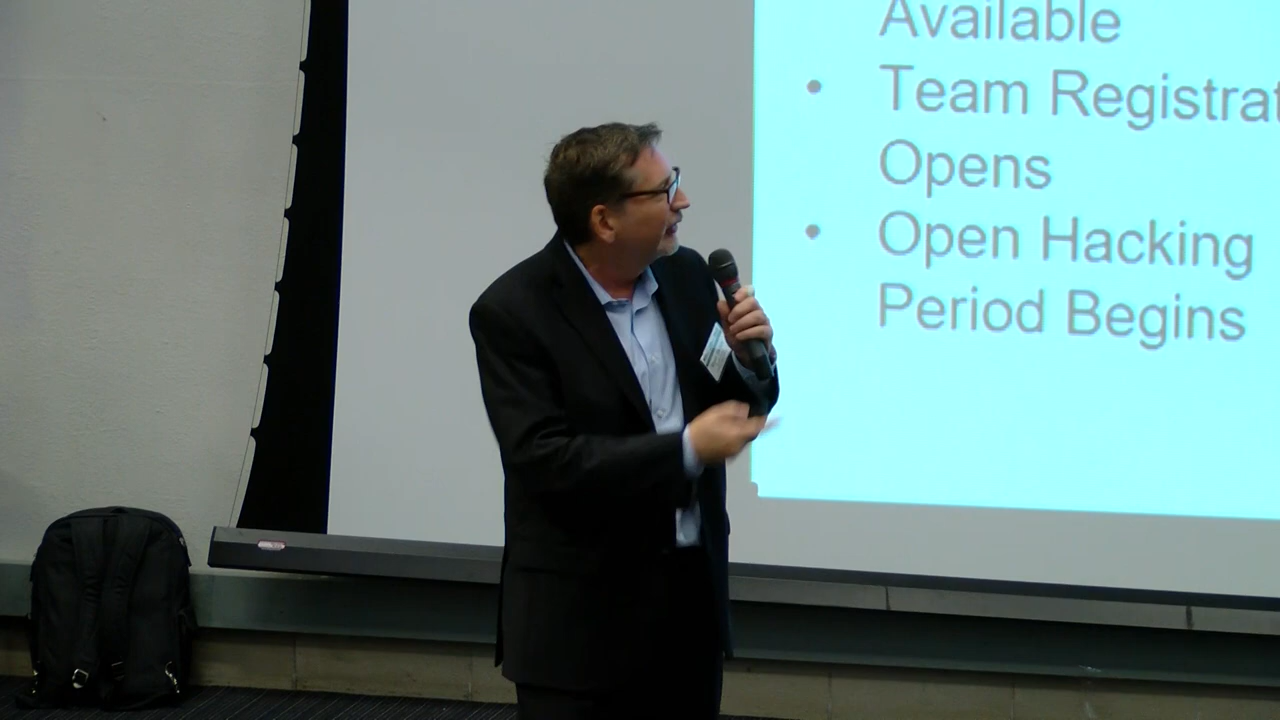 Available
• Team Registrat
Opens
• Open Hacking
Period Begins